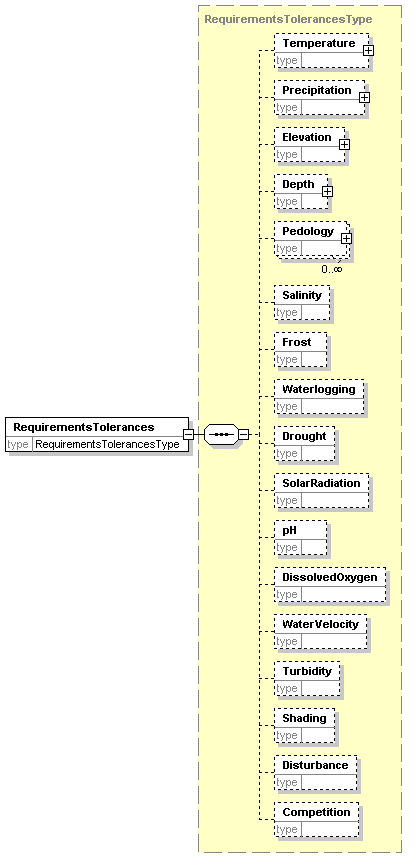 RequirementsTolerancesType
Temperature
type
Precipitation
type
Elevation
type
Depth
type
Pedology
type
0..∞
Salinity
type
Frost
type
Waterlogging
type
RequirementsTolerances
type RequirementsTolerancesType
Drought
type
SolarRadiation
type
pH
type
DissolvedOxygen
type
WaterVelocity
type
Turbidity
type
Shading
type
Disturbance
type
Competition
type